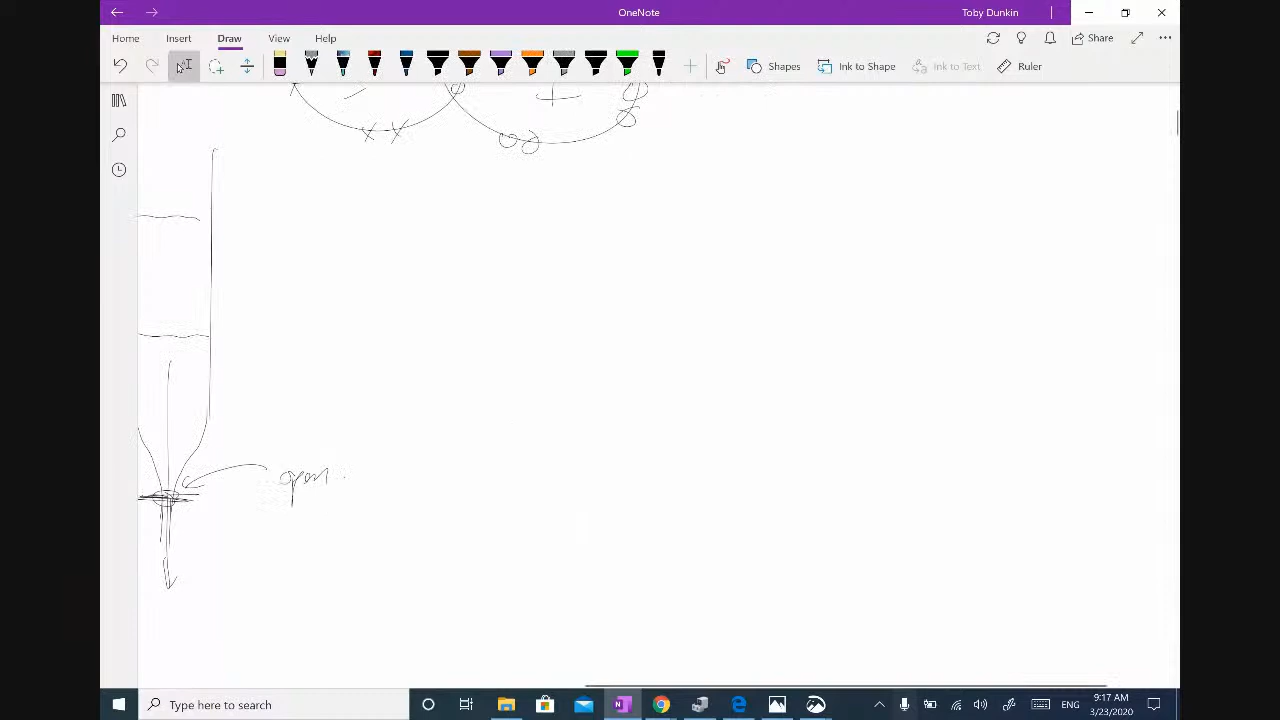 OneNote
Toby Dunkin
Home Insert Draw View Help
Share
Shapes Ink to Shape Ink to Text Ruler
x x
open
Type here to search
ENG
9:17 AM
3/23/2020